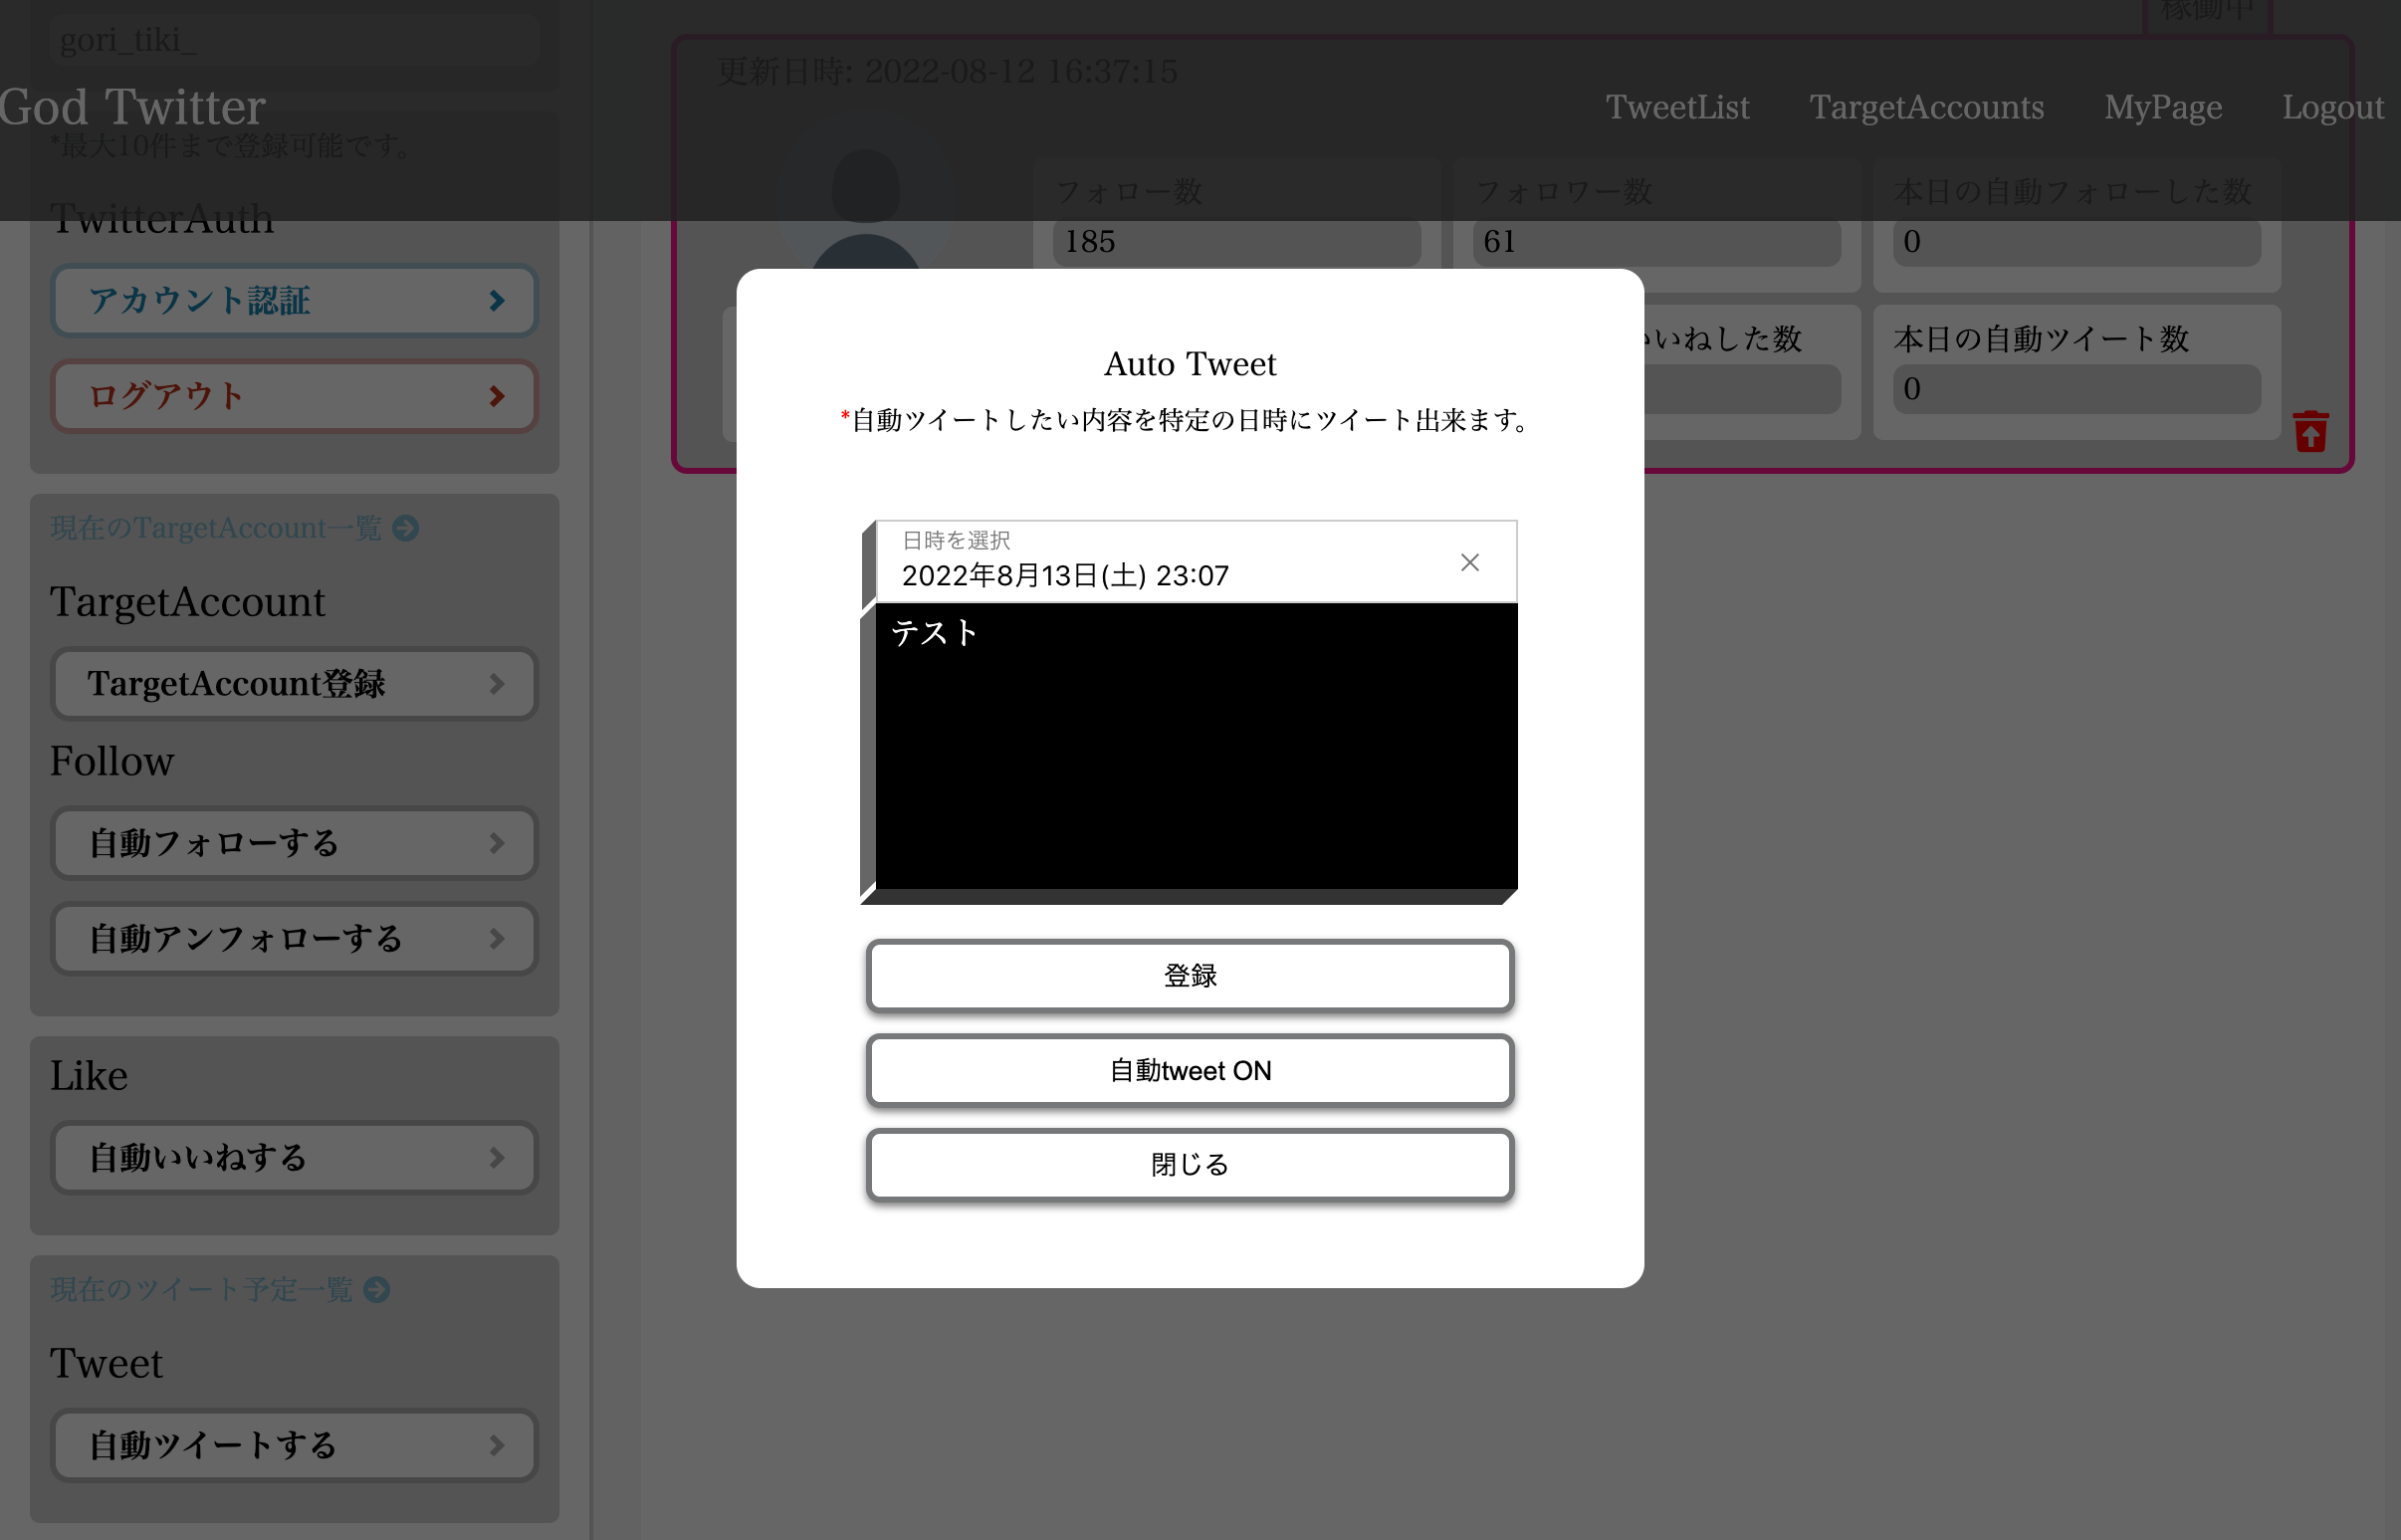 gori_tiki_
God Twitter
*最大10件まで登録可能です。
TweetList
TargetAccounts
MyPage
Logout
稼働中
更新日時: 2022-08-12 16:37:15
フォロー数
185
フォロワー数
61
本日の自動フォローした数
0
いいねした数
本日の自動ツイート数
0
TwitterAuth
アカウント認証
ログアウト
現在のTargetAccount一覧
TargetAccount
TargetAccount登録
Follow
自動フォローする
自動アンフォローする
Like
自動いいねする
現在のツイート予定一覧
Tweet
自動ツイートする
Auto Tweet
*自動ツイートしたい内容を特定の日時にツイート出来ます。
日時を選択
2022年8月13日(土) 23:07
テスト
登録
自動tweet ON
閉じる